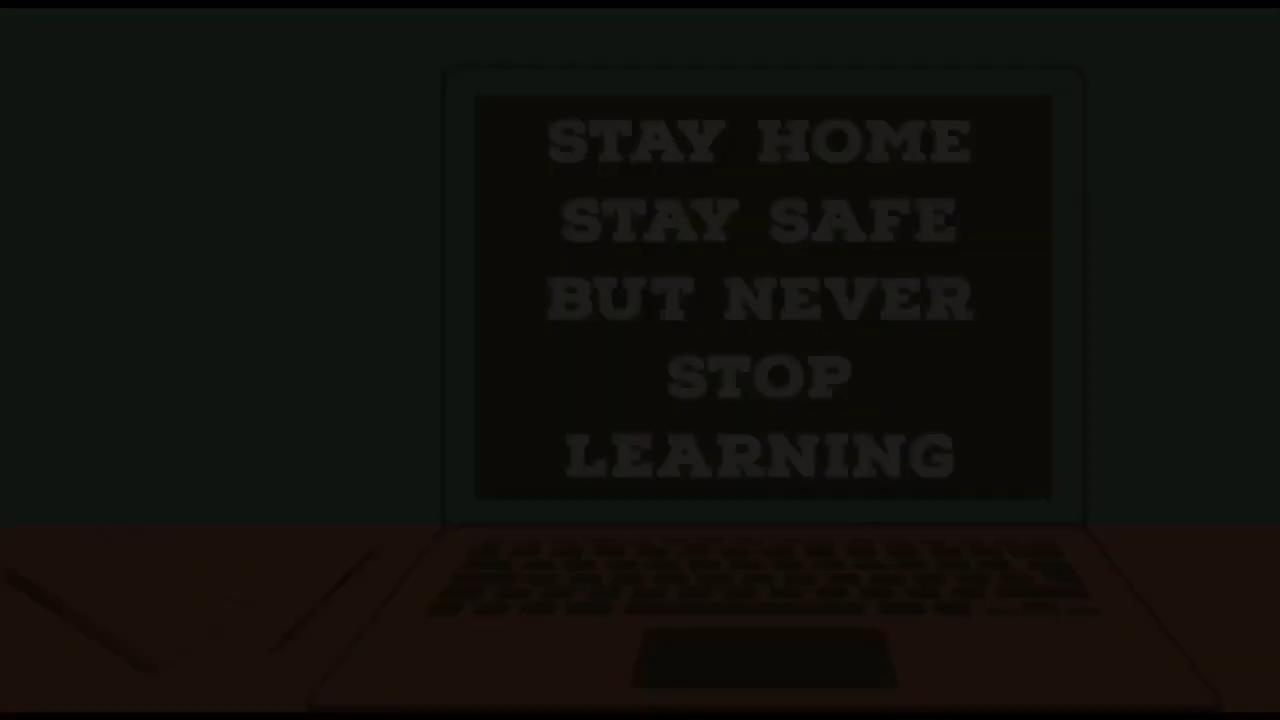 STAY HOME
STAY SAFE
BUT NEVER
STOP
LEARNING